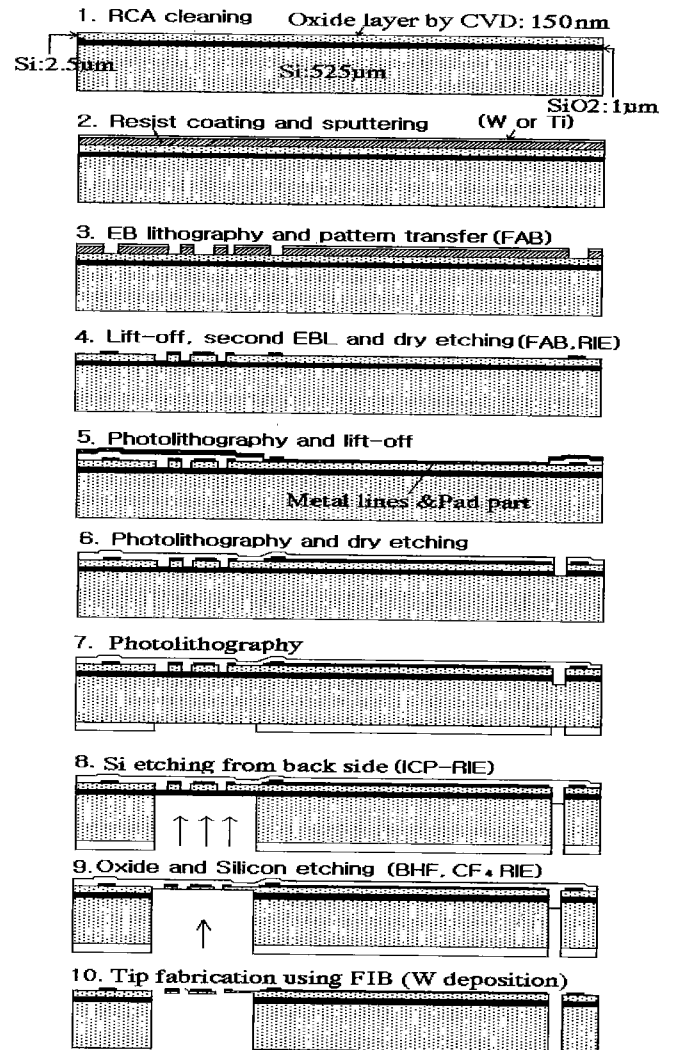 1. RCA cleaning
Oxide layer by CVD: 150nm
Si:2.5µm
Si:525µm
SiO2:1µm
2. Resist coating and sputtering (W or Ti)
3. EB lithography and pattern transfer (FAB)
4. Lift-off, second EBL and dry etching (FAB.RIE)
5. Photolithography and lift-off
Metal lines &Pad part
6. Photolithography and dry etching
7. Photolithography
8. Si etching from back side (ICP-RIE)
9. Oxide and Silicon etching (BHF, CF4 RIE)
10. Tip fabrication using FIB (W deposition)